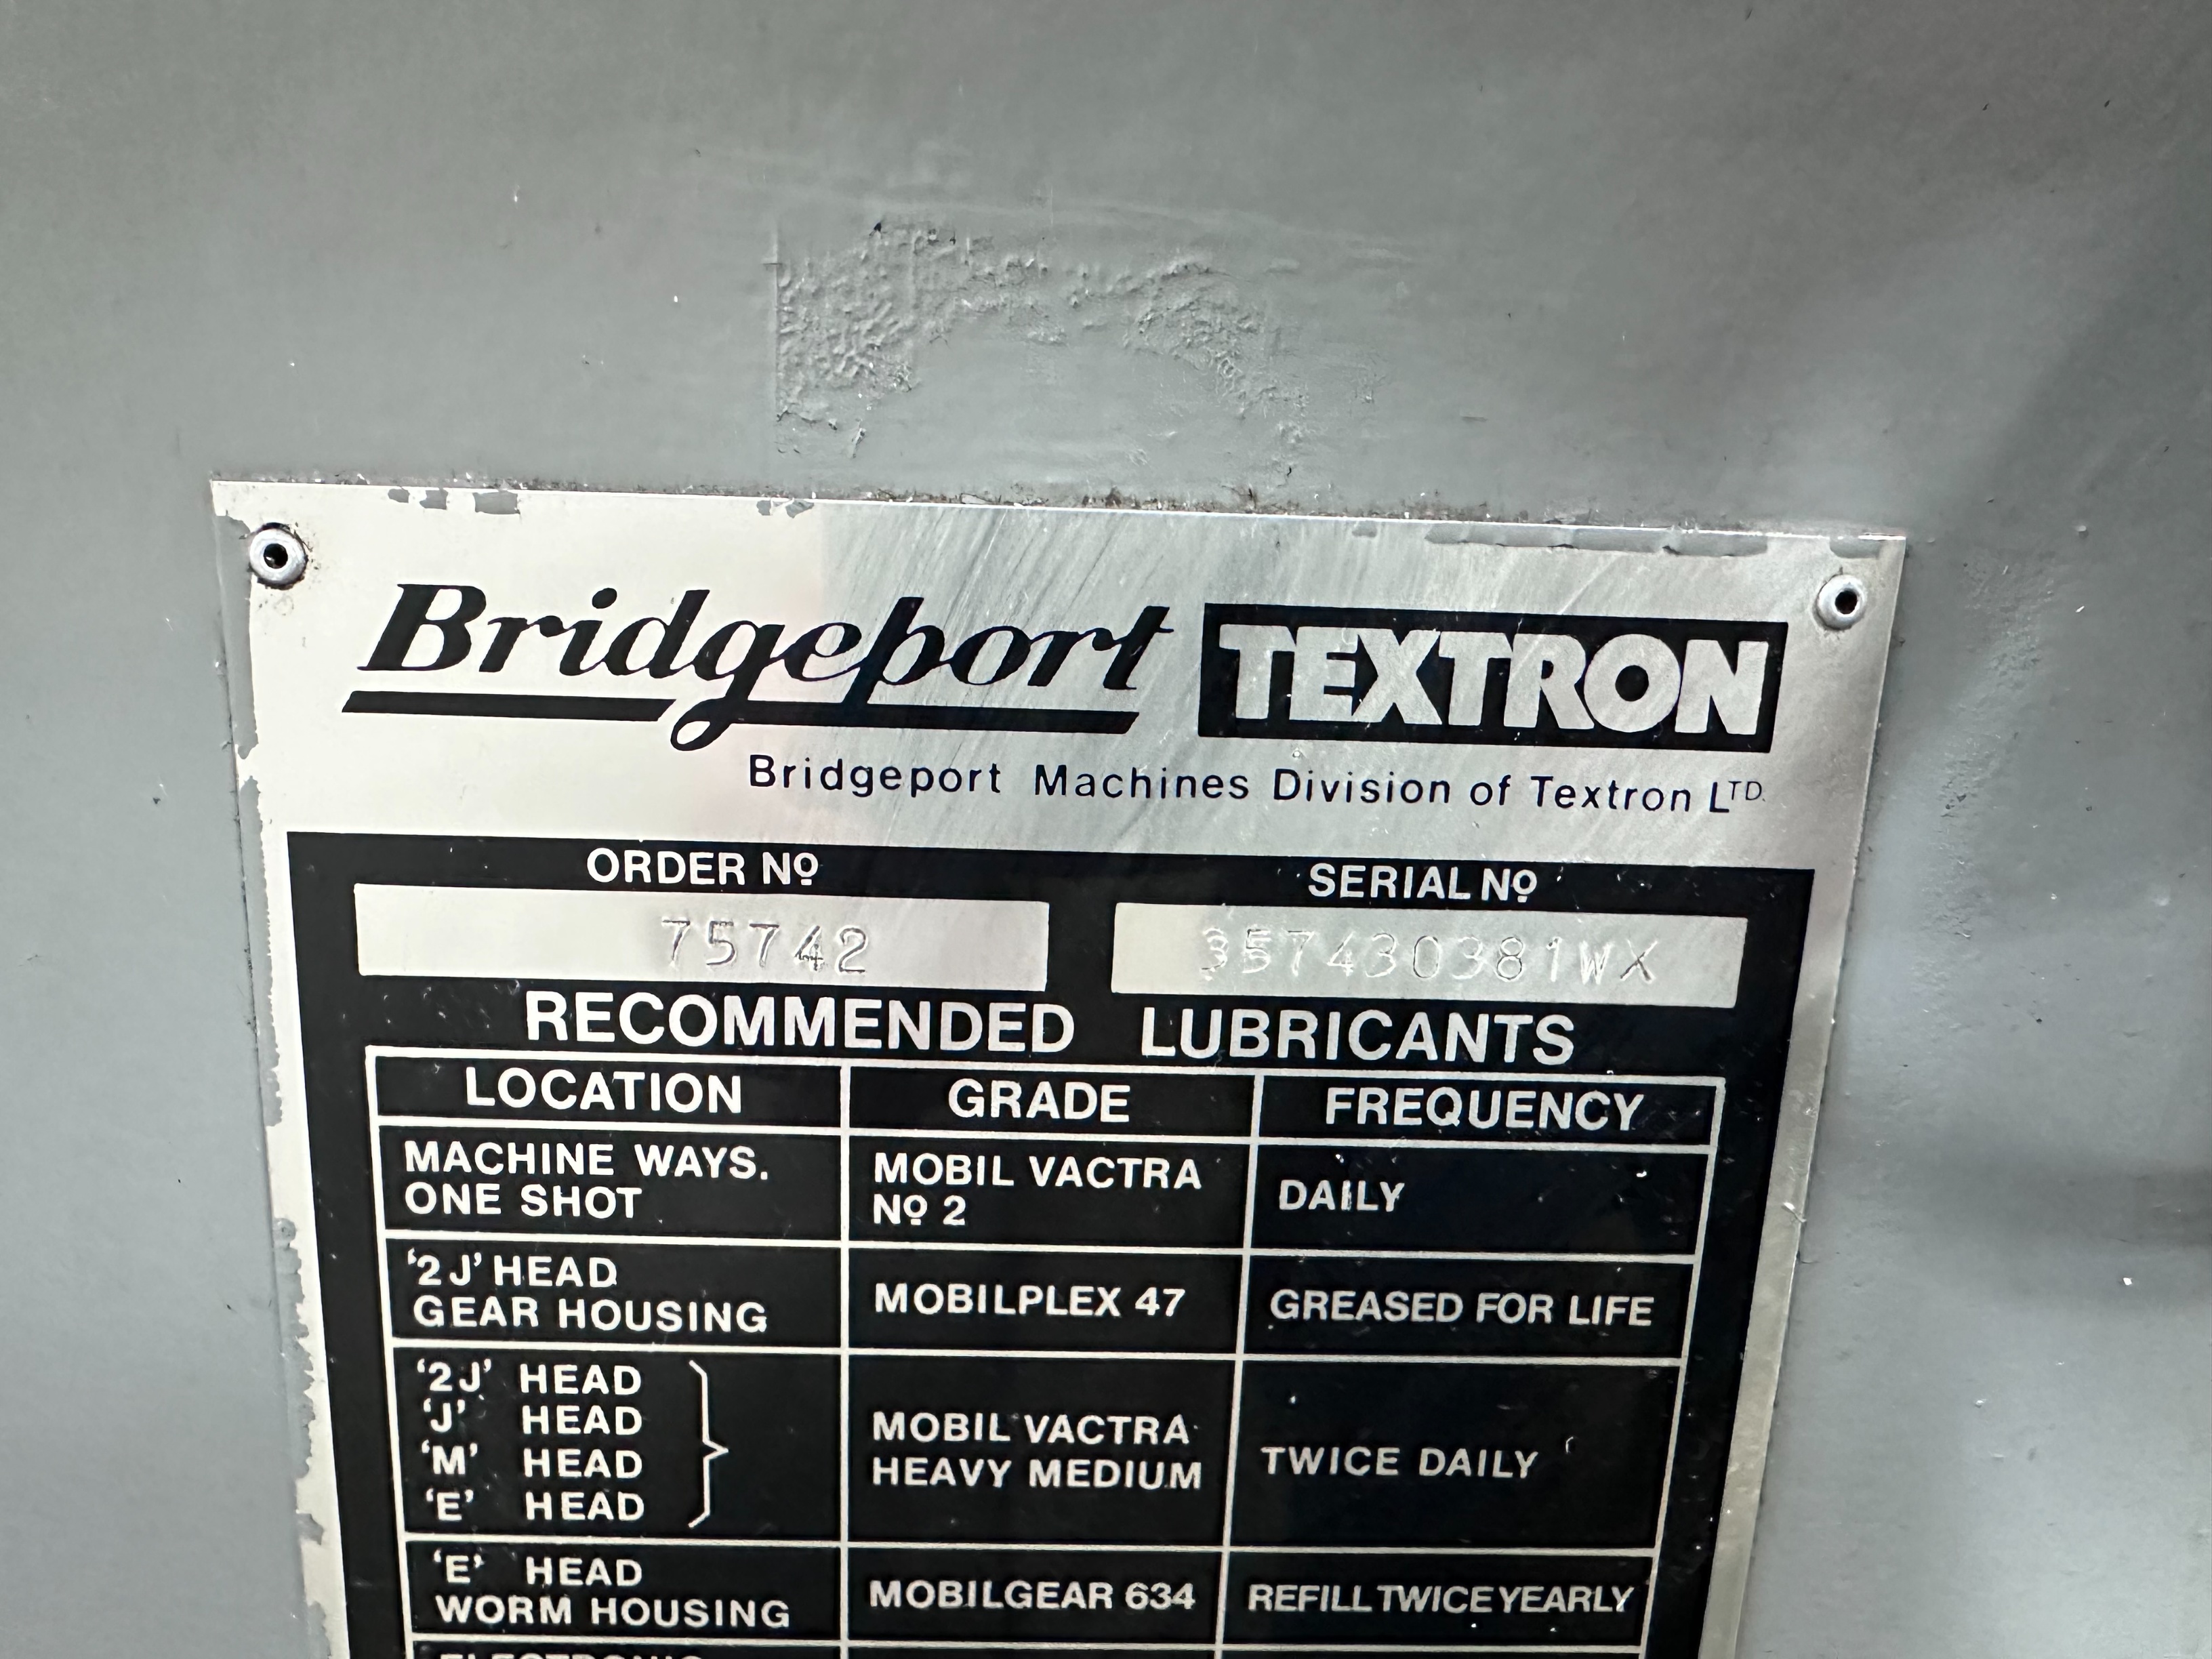 Bridgeport TEXTRON
Bridgeport Machines Division of Textron LTD.
ORDER Nº SERIAL Nº
75742 357430381WX
RECOMMENDED LUBRICANTS
LOCATION GRADE FREQUENCY
MACHINE WAYS. ONE SHOT MOBIL VACTRA Nº 2 DAILY
'2J' HEAD GEAR HOUSING MOBILPLEX 47 GREASED FOR LIFE
'2J' HEAD
'J' HEAD
'M' HEAD
'E' HEAD
MOBIL VACTRA
HEAVY MEDIUM
TWICE DAILY
'E' HEAD
WORM HOUSING
MOBILGEAR 634
REFILL TWICE YEARLY